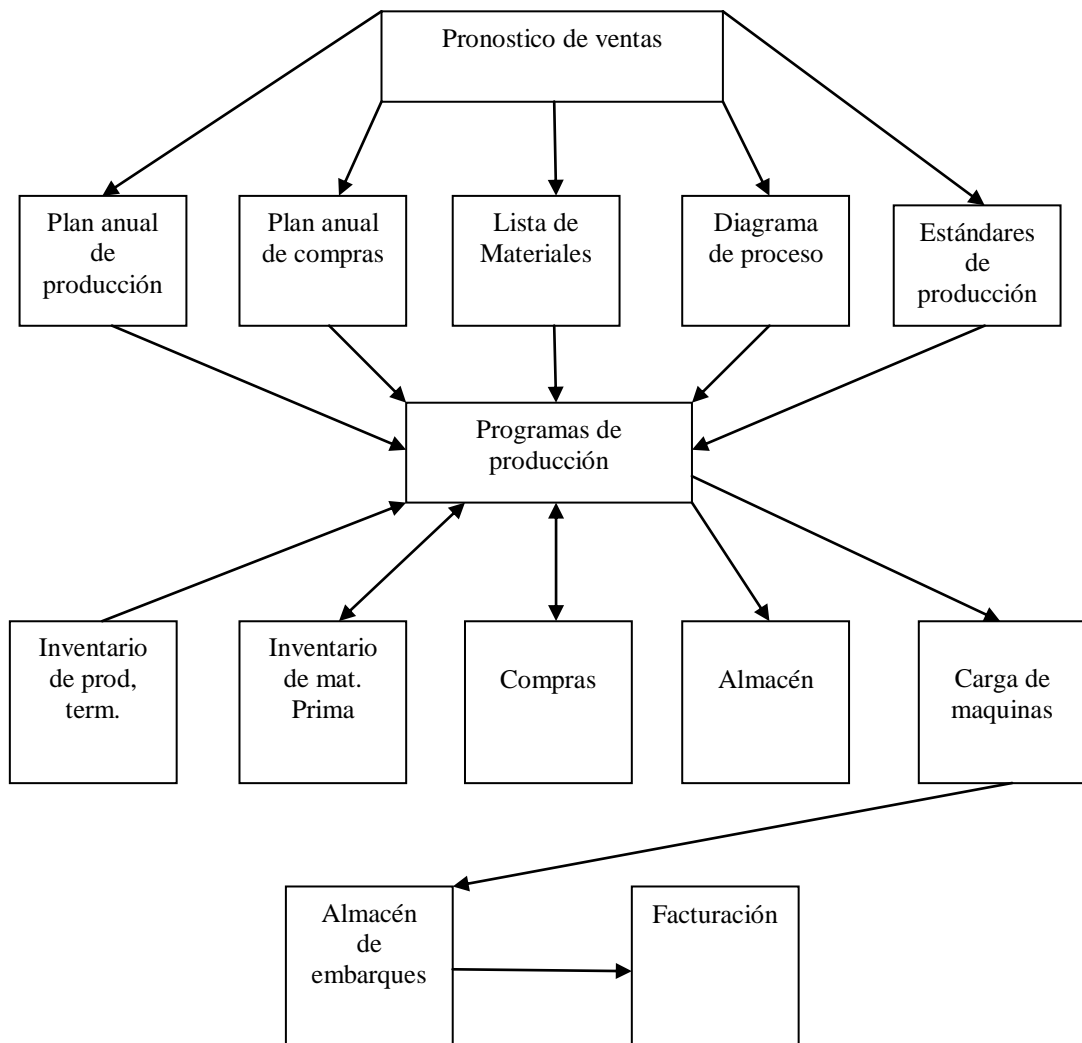 Pronostico de ventas
Plan anual
de
producción
Plan anual
de compras
Lista de
Materiales
Diagrama
de proceso
Estándares
de
producción
Programas de
producción
Inventario
de prod,
term.
Inventario
de mat.
Prima
Compras
Almacén
Carga de
maquinas
Almacén
de
embarques
Facturación